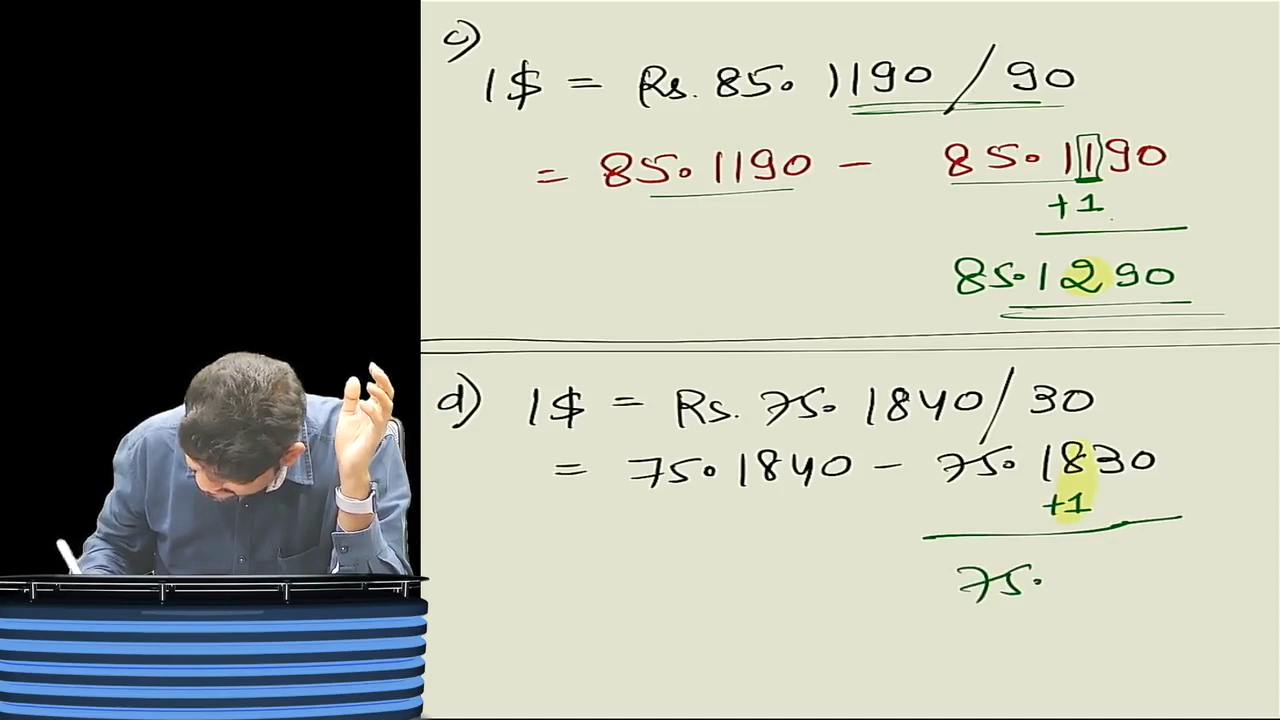 c)
1$ = Rs. 85.1190/90
= 85.1190 - 85.1190
+1
85.1290
d) 1$ = Rs. 75.1840/30
= 75.1840 - 75.1830
+1
75.